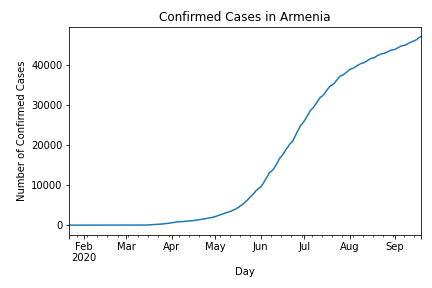 Confirmed Cases in Armenia
Number of Confirmed Cases
40000
30000
20000
10000
0
Feb Mar Apr May Jun Jul Aug Sep
2020
Day